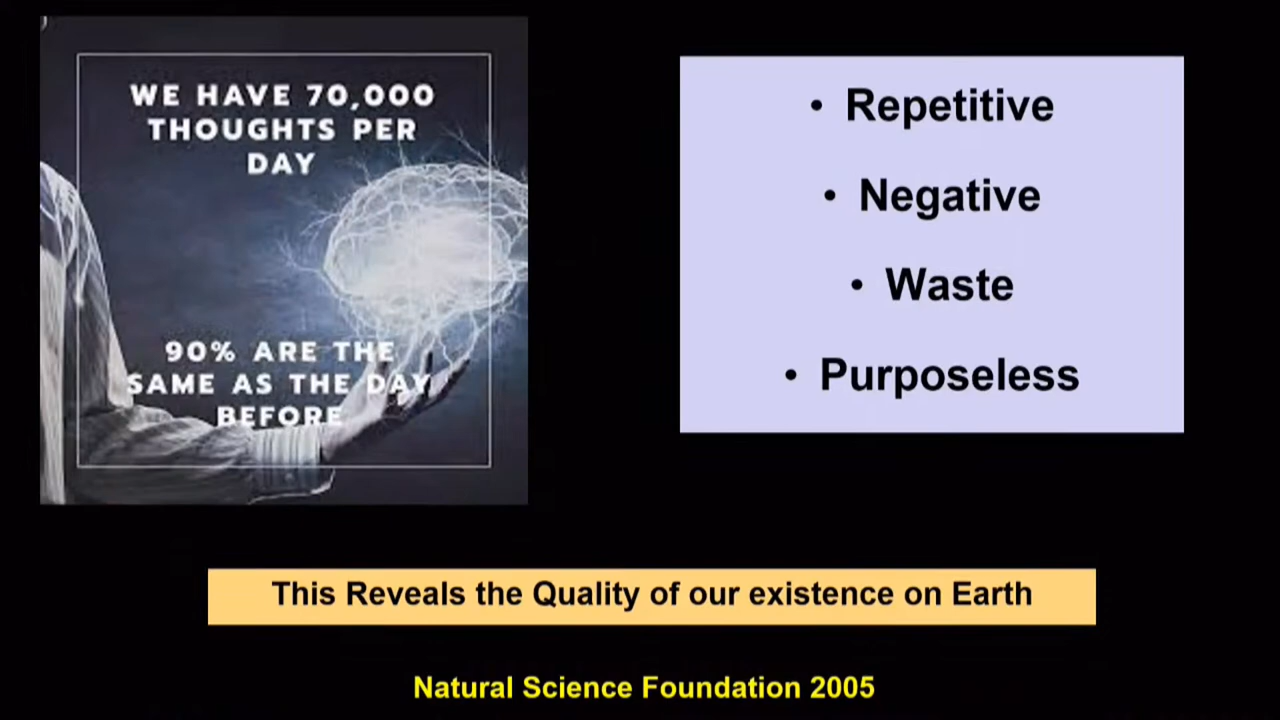 WE HAVE 70,000
THOUGHTS PER
DAY
90% ARE THE
SAME AS THE DAY
BEFORE
• Repetitive
• Negative
• Waste
• Purposeless
This Reveals the Quality of our existence on Earth
Natural Science Foundation 2005